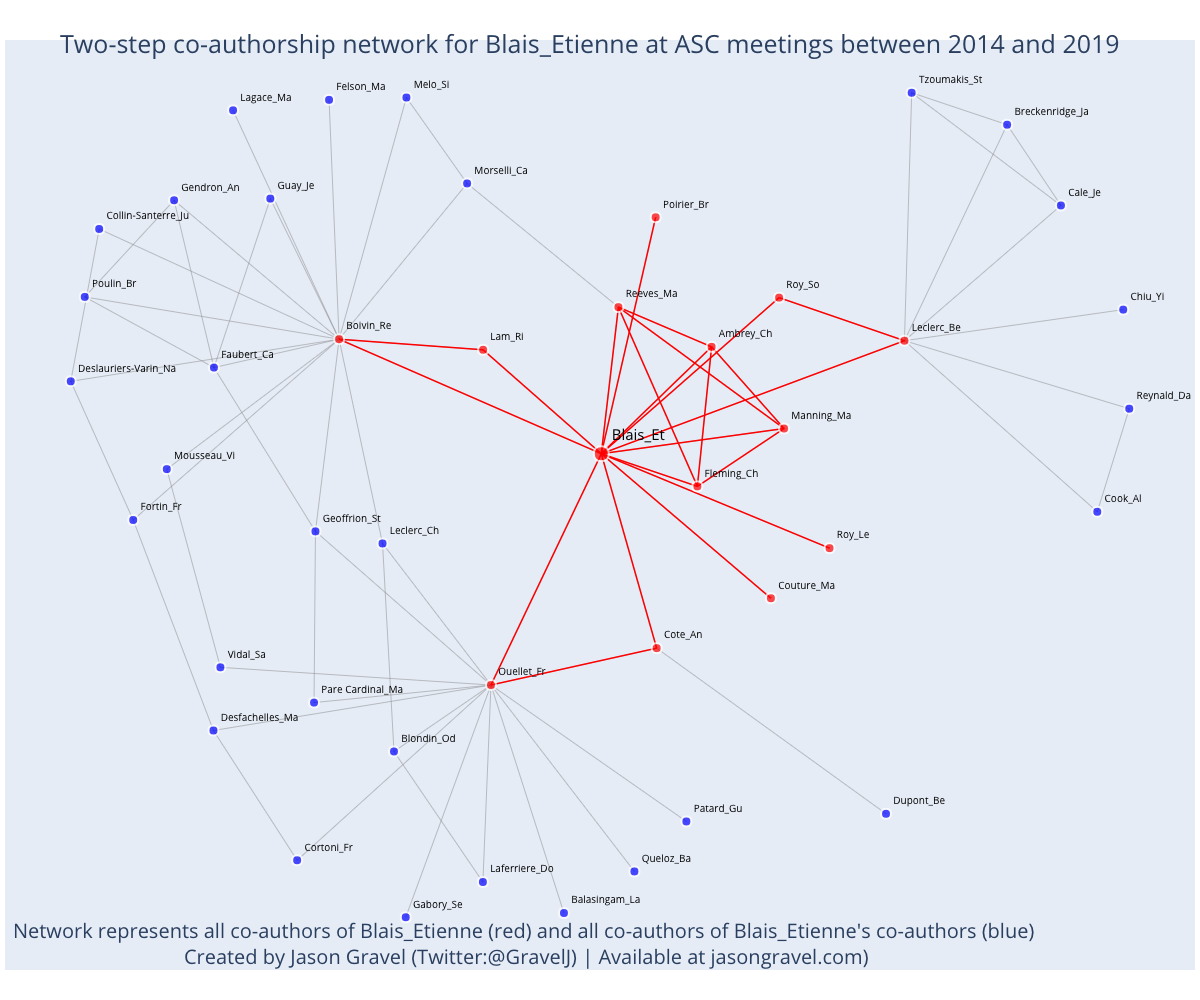 Two-step co-authorship network for Blais_Etienne at ASC meetings between 2014 and 2019
Tzoumakis_St
Melo_Si
Felson_Ma
Lagace_Ma
Breckenridge_Ja
Morselli_Ca
Guay_Je
Gendron_An
Cale_Je
Poirier_Br
Collin-Santerre_Ju
Poulin_Br
Roy_So
Reeves_Ma
Chiu_Yi
Boivin_Re
Leclerc_Be
Lam_Ri
Ambrey_Ch
Faubert_Ca
Deslauriers-Varin_Na
Reynald_Da
Manning_Ma
Blais_Et
Mousseau_Vi
Fleming_Ch
Cook_Al
Fortin_Fr
Geoffrion_St
Leclerc_Ch
Roy_Le
Couture_Ma
Cote_An
Vidal_Sa
Ouellet_Fr
Pare Cardinal_Ma
Desfachelles_Ma
Blondin_Od
Dupont_Be
Patard_Gu
Cortoni_Fr
Queloz_Ba
Laferriere_Do
Balasingam_La
Gabory_Se
Network represents all co-authors of Blais_Etienne (red) and all co-authors of Blais_Etienne's co-authors (blue)
Created by Jason Gravel (Twitter:@GravelJ) | Available at jasongravel.com)